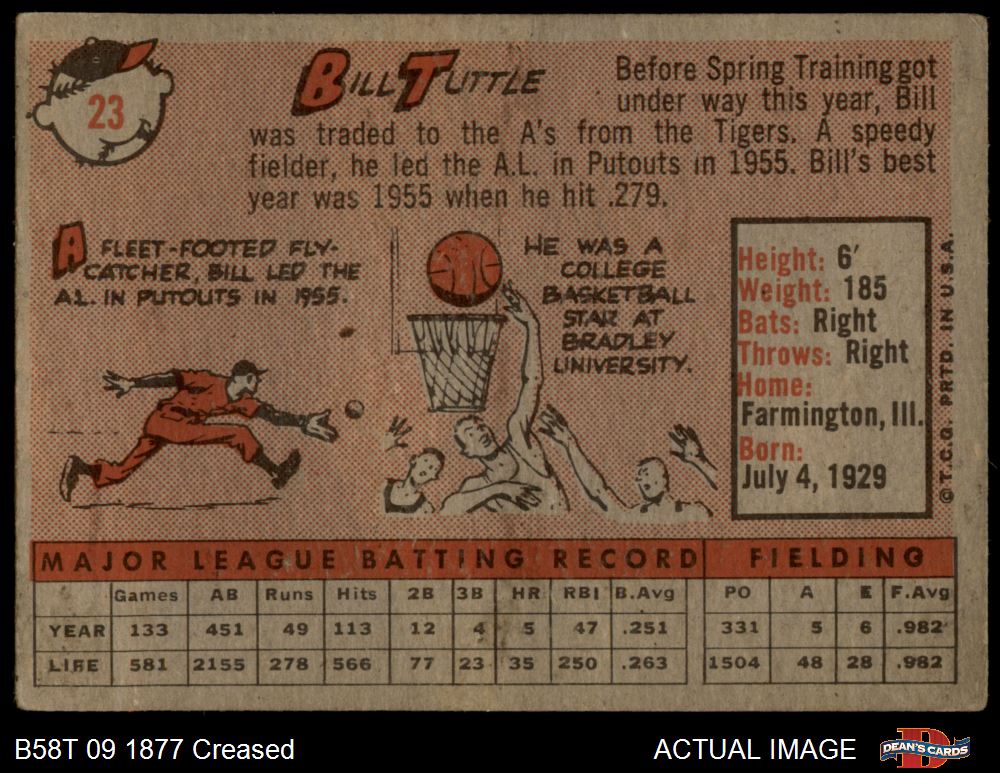 23
BILL TUTTLE
Before Spring Training got
under way this year, Bill
was traded to the A's from the Tigers. A speedy
fielder, he led the A.L. in Putouts in 1955. Bill's best
year was 1955 when he hit .279.
A FLEET-FOOTED FLY-
CATCHER, BILL LED THE
A.L. IN PUTOUTS IN 1955.
HE WAS A
COLLEGE
BASKETBALL
STAR AT
BRADLEY
UNIVERSITY.
Height: 6'
Weight: 185
Bats: Right
Throws: Right
Home:
Farmington, Ill.
Born:
July 4, 1929
© T.C.G. PRTD. IN U.S.A.
MAJOR LEAGUE BATTING RECORD FIELDING
Games AB Runs Hits 2B 3B HR RBI B.Avg PO A E F.Avg
YEAR 133 451 49 113 12 4 5 47 .251 331 5 6 .982
LIFE 581 2155 278 566 77 23 35 250 .263 1504 48 28 .982
B58T 09 1877 Creased
ACTUAL IMAGE
DEAN'S CARDS